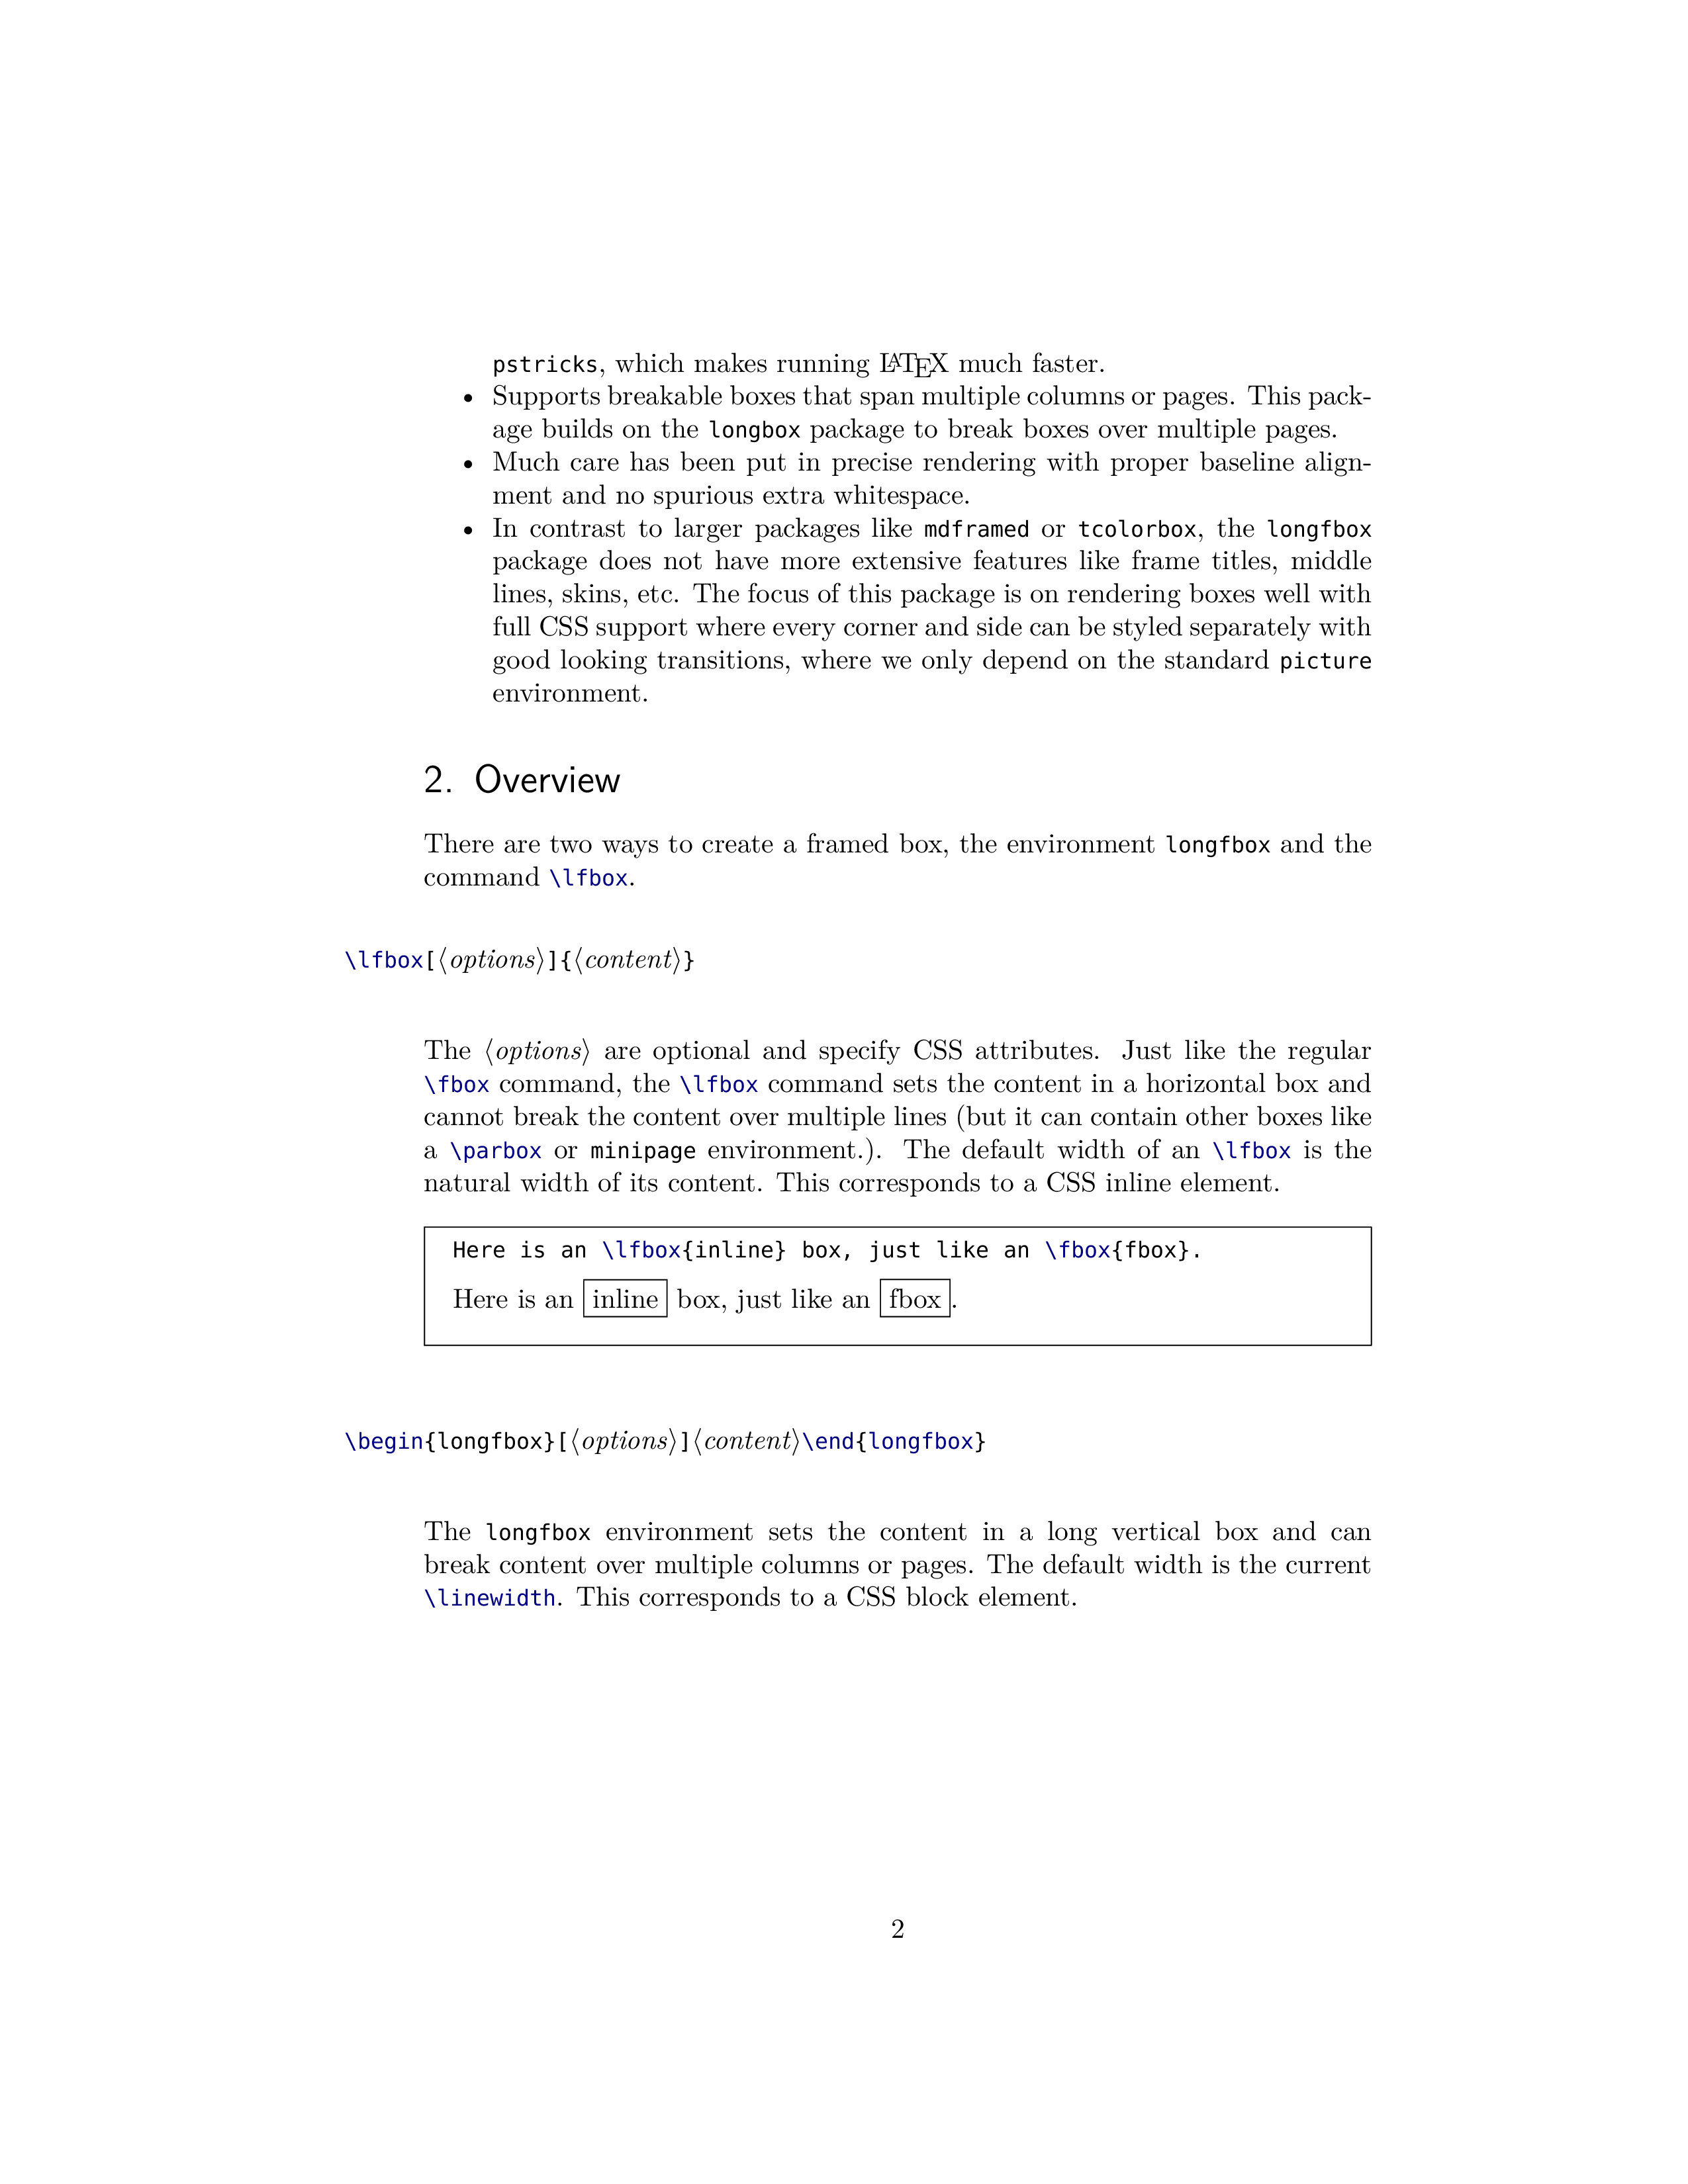 pstricks, which makes running LATEX much faster.
• Supports breakable boxes that span multiple columns or pages. This pack-
age builds on the longbox package to break boxes over multiple pages.
• Much care has been put in precise rendering with proper baseline align-
ment and no spurious extra whitespace.
• In contrast to larger packages like mdframed or tcolorbox, the longfbox
package does not have more extensive features like frame titles, middle
lines, skins, etc. The focus of this package is on rendering boxes well with
full CSS support where every corner and side can be styled separately with
good looking transitions, where we only depend on the standard picture
environment.
2. Overview
There are two ways to create a framed box, the environment longfbox and the
command \lfbox.
\lfbox[⟨options⟩]{⟨content⟩}
The ⟨options⟩ are optional and specify CSS attributes. Just like the regular
\fbox command, the \lfbox command sets the content in a horizontal box and
cannot break the content over multiple lines (but it can contain other boxes like
a \parbox or minipage environment.). The default width of an \lfbox is the
natural width of its content. This corresponds to a CSS inline element.
Here is an \lfbox{inline} box, just like an \fbox{fbox}.
Here is an inline box, just like an fbox.
\begin{longfbox}[⟨options⟩]⟨content⟩\end{longfbox}
The longfbox environment sets the content in a long vertical box and can
break content over multiple columns or pages. The default width is the current
\linewidth. This corresponds to a CSS block element.
2